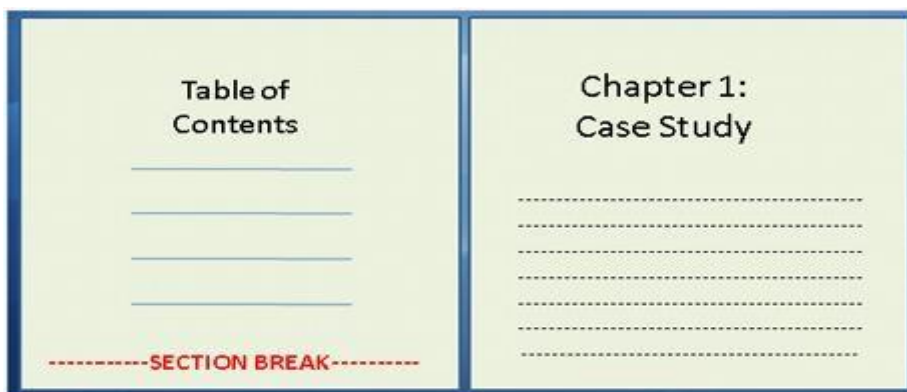 Table of
Contents
-----------SECTION BREAK----------
Chapter 1:
Case Study